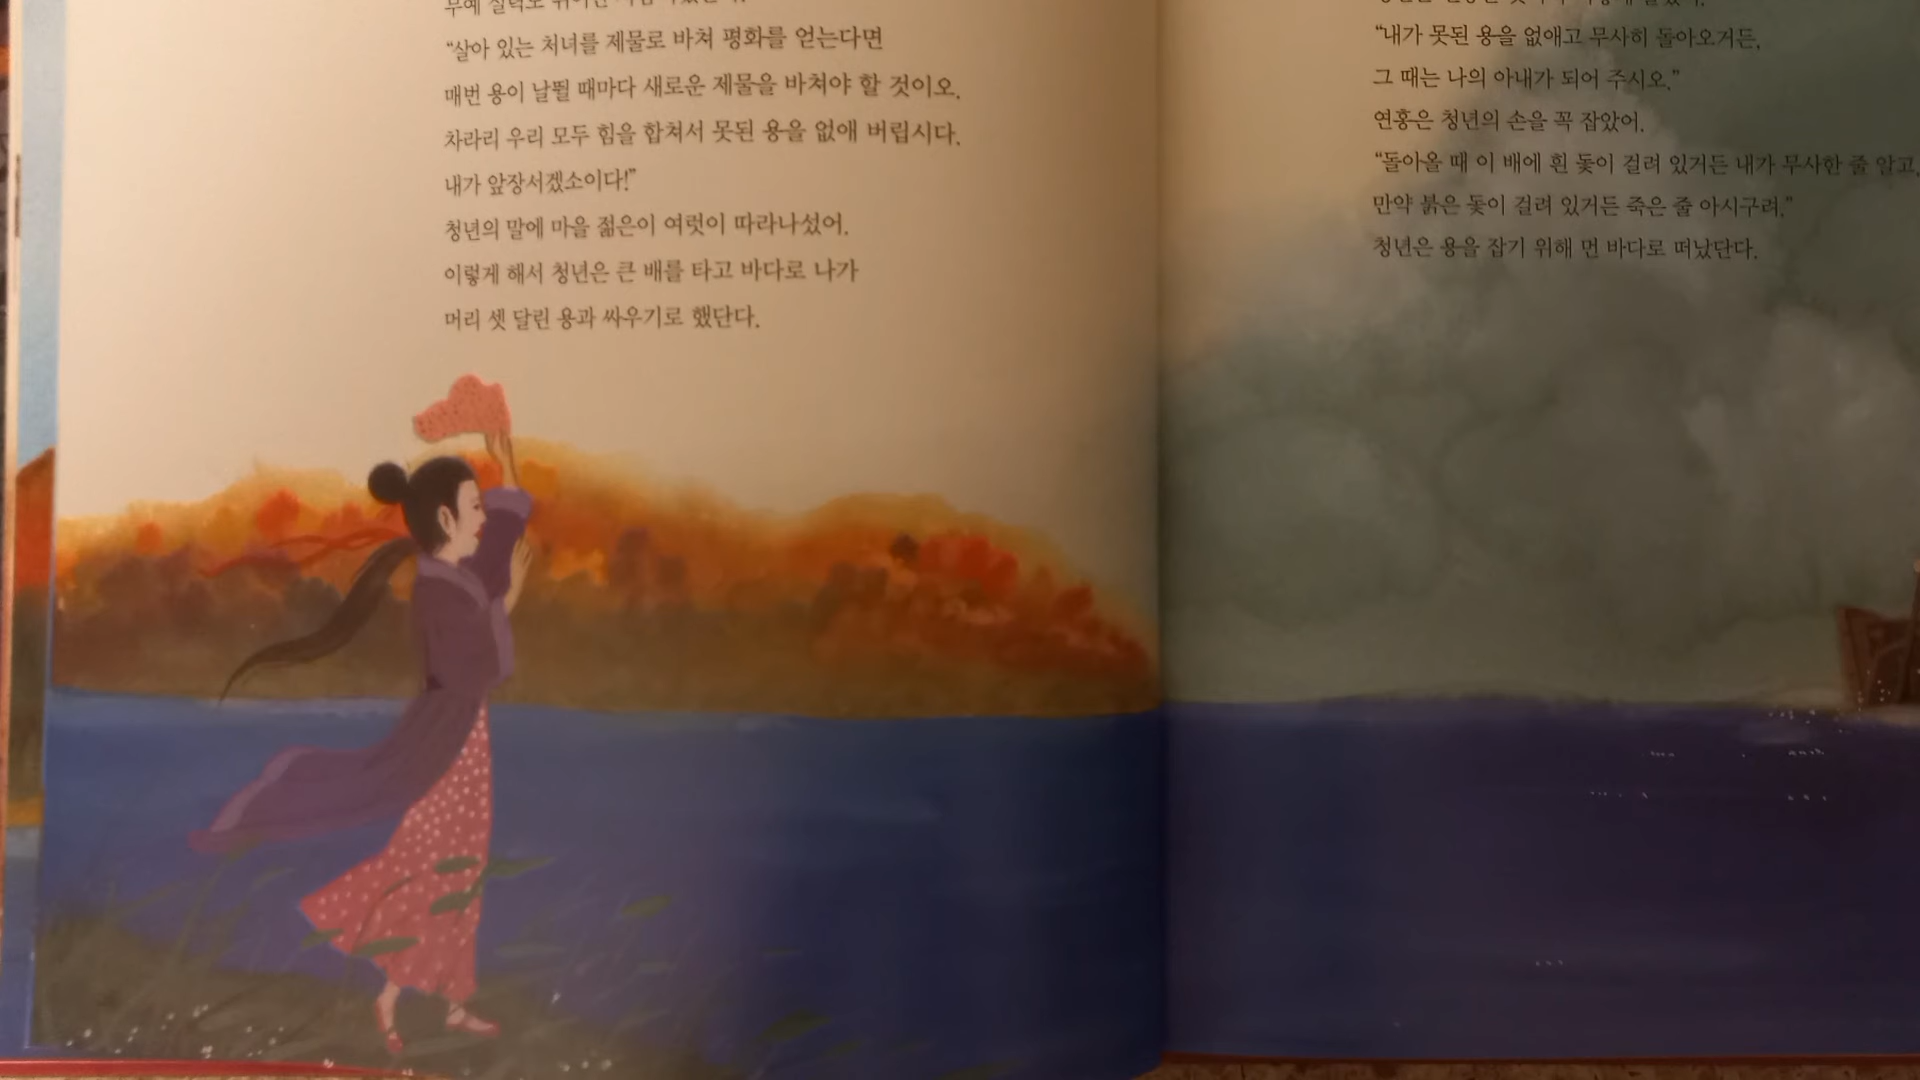 “살아 있는 처녀를 제물로 바쳐 평화를 얻는다면
매번 용이 날뛸 때마다 새로운 제물을 바쳐야 할 것이오.
차라리 우리 모두 힘을 합쳐서 못된 용을 없애 버립시다.
내가 앞장서겠소이다!”
청년의 말에 마을 젊은이 여럿이 따라나섰어.
이렇게 해서 청년은 큰 배를 타고 바다로 나가
머리 셋 달린 용과 싸우기로 했단다.
“내가 못된 용을 없애고 무사히 돌아오거든,
그 때는 나의 아내가 되어 주시오.”
연홍은 청년의 손을 꼭 잡았어.
“돌아올 때 이 배에 흰 돛이 걸려 있거든 내가 무사한 줄 알고,
만약 붉은 돛이 걸려 있거든 죽은 줄 아시구려.”
청년은 용을 잡기 위해 먼 바다로 떠났단다.